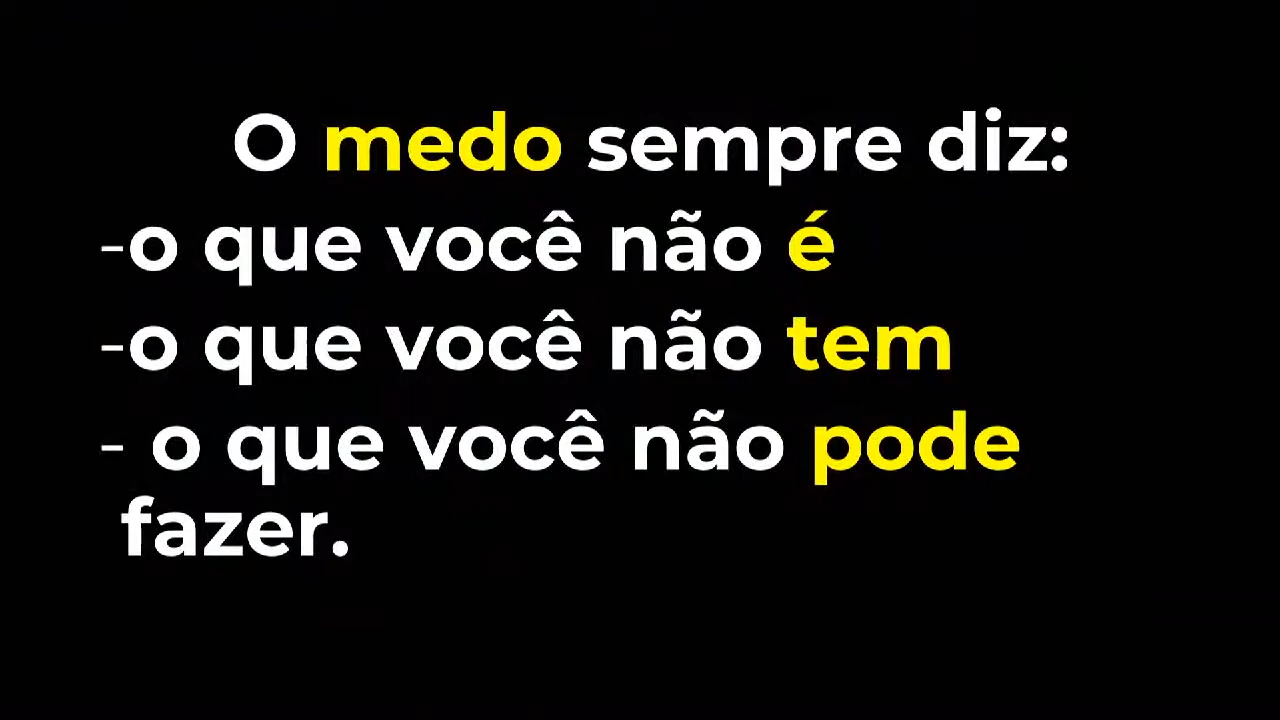 O medo sempre diz:
-o que você não é
-o que você não tem
- o que você não pode
fazer.